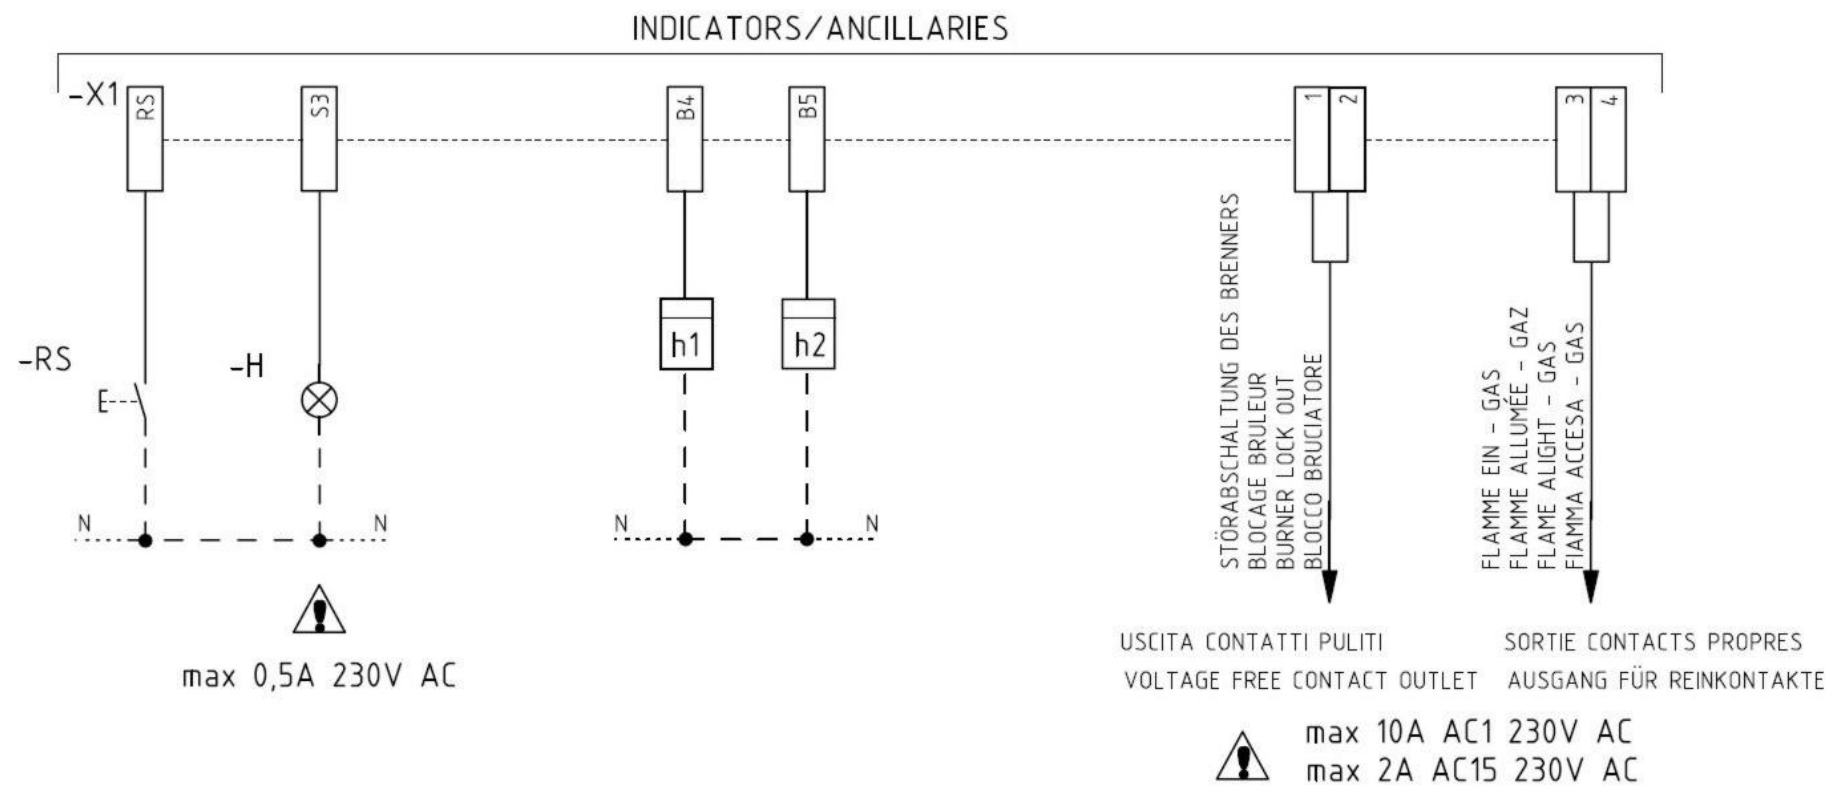 INDICATORS/ANCILLARIES
-X1
RS
S3
B4
B5
1
2
3
4
-RS
-H
h1
h2
N
N
N
N
STÖRABSCHALTUNG DES BRENNERS
BLOCAGE BRULEUR
BURNER LOCK OUT
BLOCCO BRUCIATORE
FLAMME EIN - GAS
FLAMME ALLUMÉE - GAZ
FLAME ALIGHT - GAS
FIAMMA ACCESA - GAS
max 0,5A 230V AC
USCITA CONTATTI PULITI
VOLTAGE FREE CONTACT OUTLET
SORTIE CONTACTS PROPRES
AUSGANG FÜR REINKONTAKTE
max 10A AC1 230V AC
max 2A AC15 230V AC